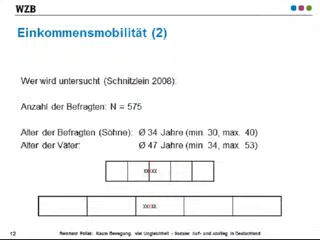 WZB
Einkommensmobilität (2)
Wer wird untersucht (Schnitzlein 2008):
Anzahl der Befragten: N = 575
Alter der Befragten (Söhne): Ø 34 Jahre (min. 30, max. 40)
Alter der Väter: Ø 47 Jahre (min 34, max. 53)
xxxxx
xxxxx
12
Reinhard Pollak: Kaum Bewegung, viel Ungleichheit - Sozialer Auf- und Abstieg in Deutschland